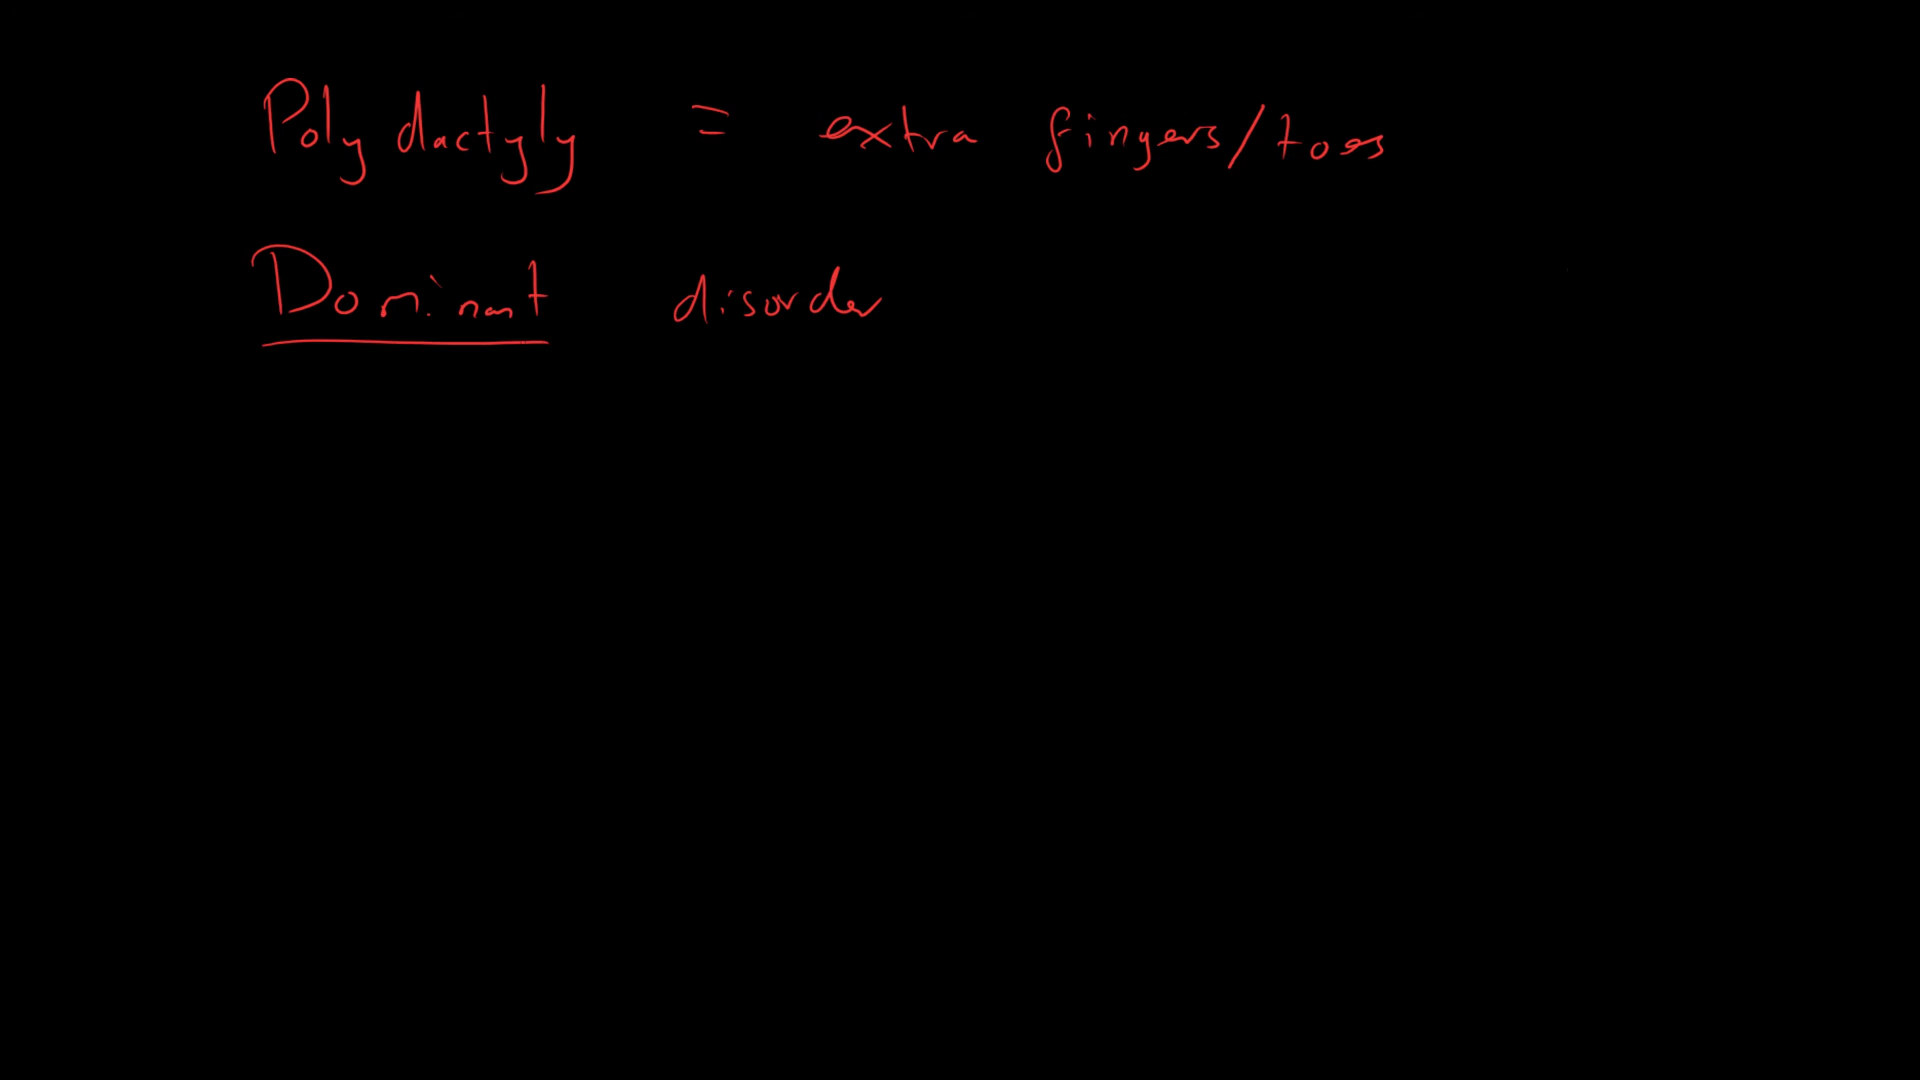 Polydactyly = extra fingers/toes
Dominant disorder